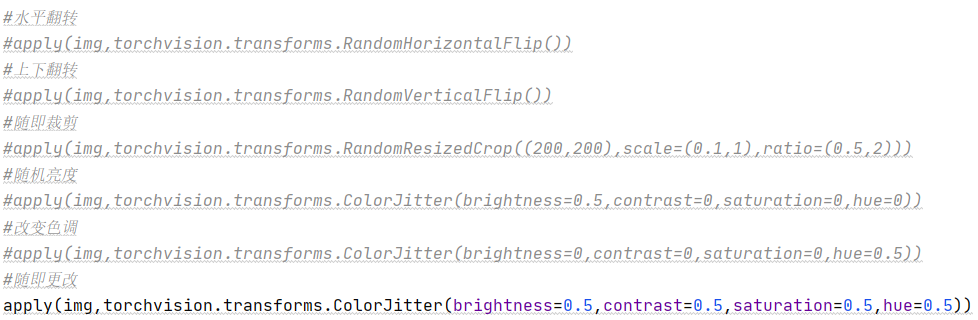 #水平翻转
#apply(img,torchvision.transforms.RandomHorizontalFlip())
#上下翻转
#apply(img,torchvision.transforms.RandomVerticalFlip())
#随即裁剪
#apply(img,torchvision.transforms.RandomResizedCrop((200,200),scale=(0.1,1),ratio=(0.5,2)))
#随机亮度
#apply(img,torchvision.transforms.ColorJitter(brightness=0.5,contrast=0,saturation=0,hue=0))
#改变色调
#apply(img,torchvision.transforms.ColorJitter(brightness=0,contrast=0,saturation=0,hue=0.5))
#随即更改
apply(img,torchvision.transforms.ColorJitter(brightness=0.5,contrast=0.5,saturation=0.5,hue=0.5))